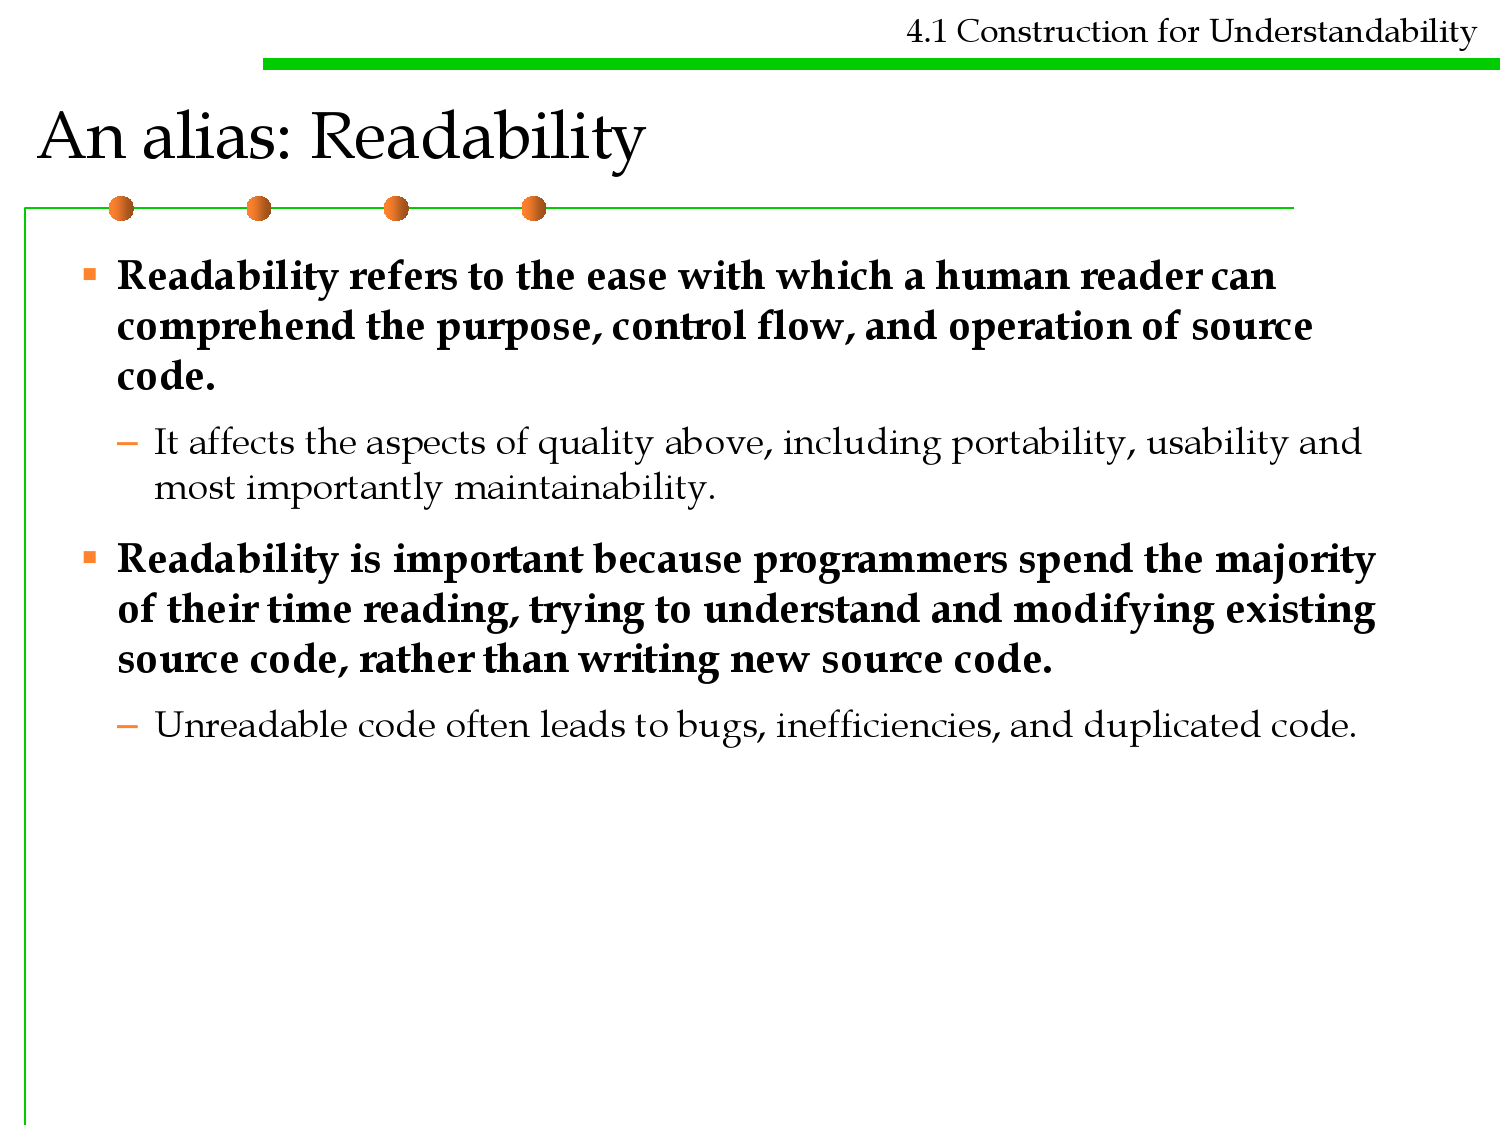 4.1 Construction for Understandability
An alias: Readability
▪ Readability refers to the ease with which a human reader can
comprehend the purpose, control flow, and operation of source
code.
– It affects the aspects of quality above, including portability, usability and
most importantly maintainability.
▪ Readability is important because programmers spend the majority
of their time reading, trying to understand and modifying existing
source code, rather than writing new source code.
– Unreadable code often leads to bugs, inefficiencies, and duplicated code.